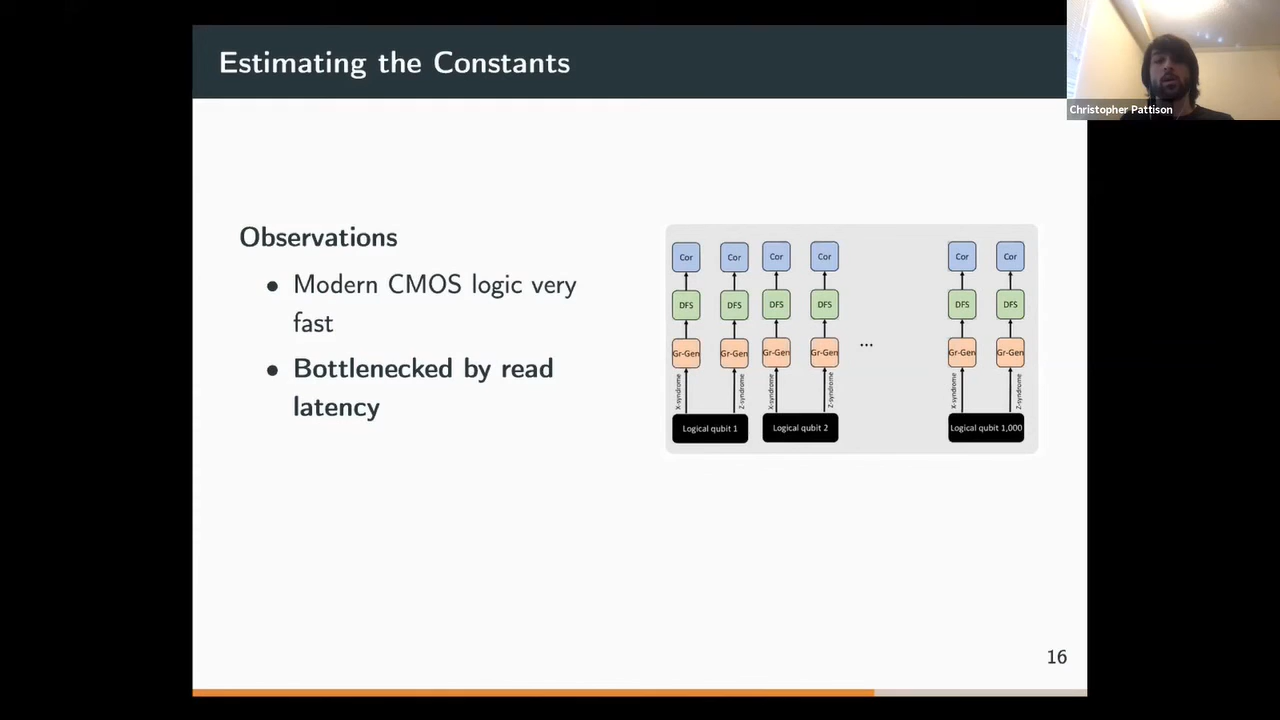 Estimating the Constants
Christopher Pattison
Observations
• Modern CMOS logic very
fast
• Bottlenecked by read
latency
Cor Cor Cor Cor Cor Cor
DFS DFS DFS DFS DFS DFS
...
Gr-Gen Gr-Gen Gr-Gen Gr-Gen Gr-Gen Gr-Gen
X-syndrome Z-syndrome X-syndrome Z-syndrome X-syndrome Z-syndrome
Logical qubit 1 Logical qubit 2 Logical qubit 1,000
16